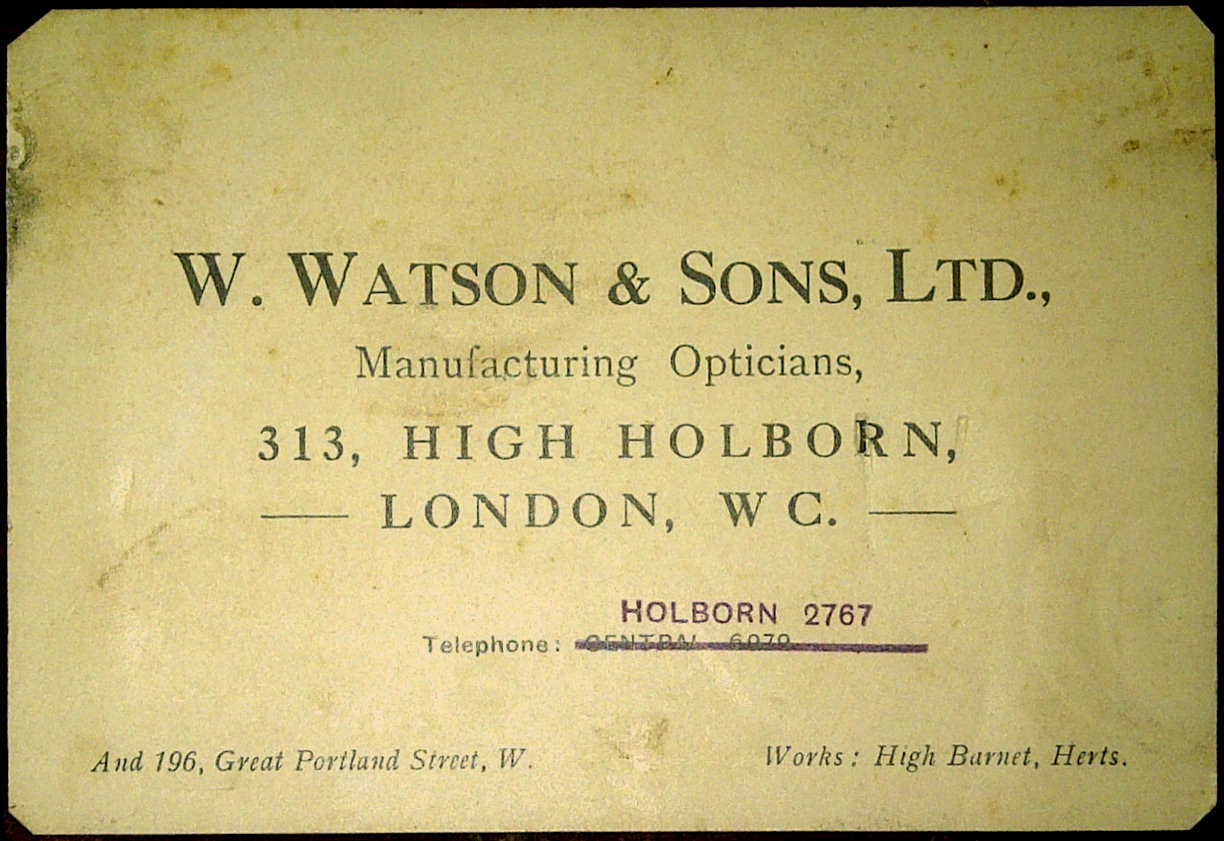 W. WATSON & SONS, LTD.,
Manufacturing Opticians,
313, HIGH HOLBORN,
LONDON, W C.
HOLBORN 2767
Telephone: CENTRAL
And 196, Great Portland Street, W.
Works: High Barnet, Herts.